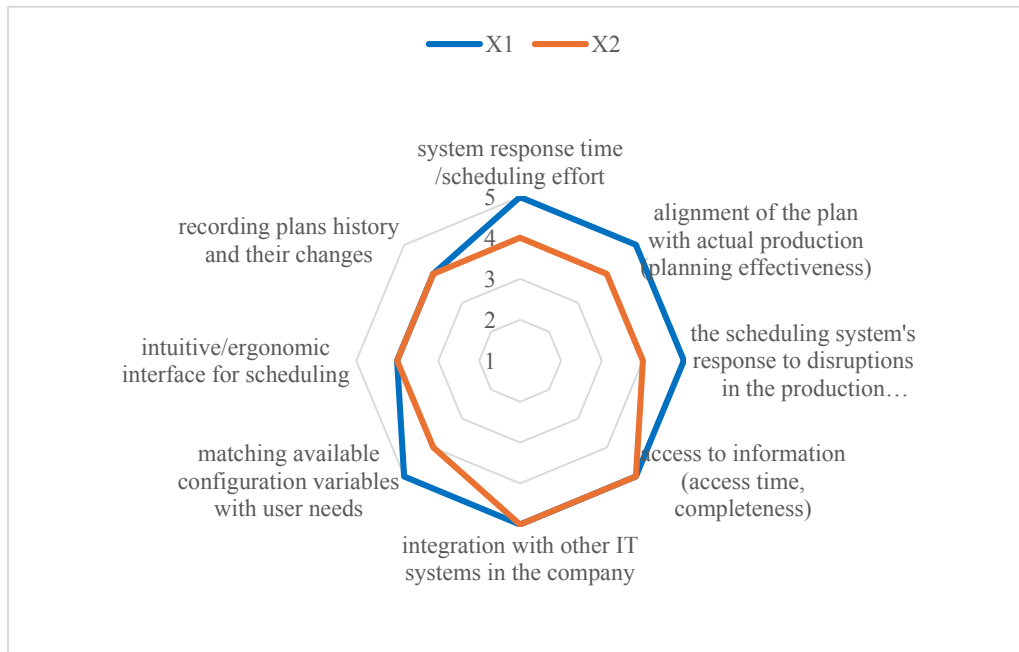 X1 X2
system response time
/scheduling effort
alignment of the plan
with actual production
(planning effectiveness)
the scheduling system's
response to disruptions
in the production…
access to information
(access time,
completeness)
integration with other IT
systems in the company
matching available
configuration variables
with user needs
intuitive/ergonomic
interface for scheduling
recording plans history
and their changes
5
4
3
2
1